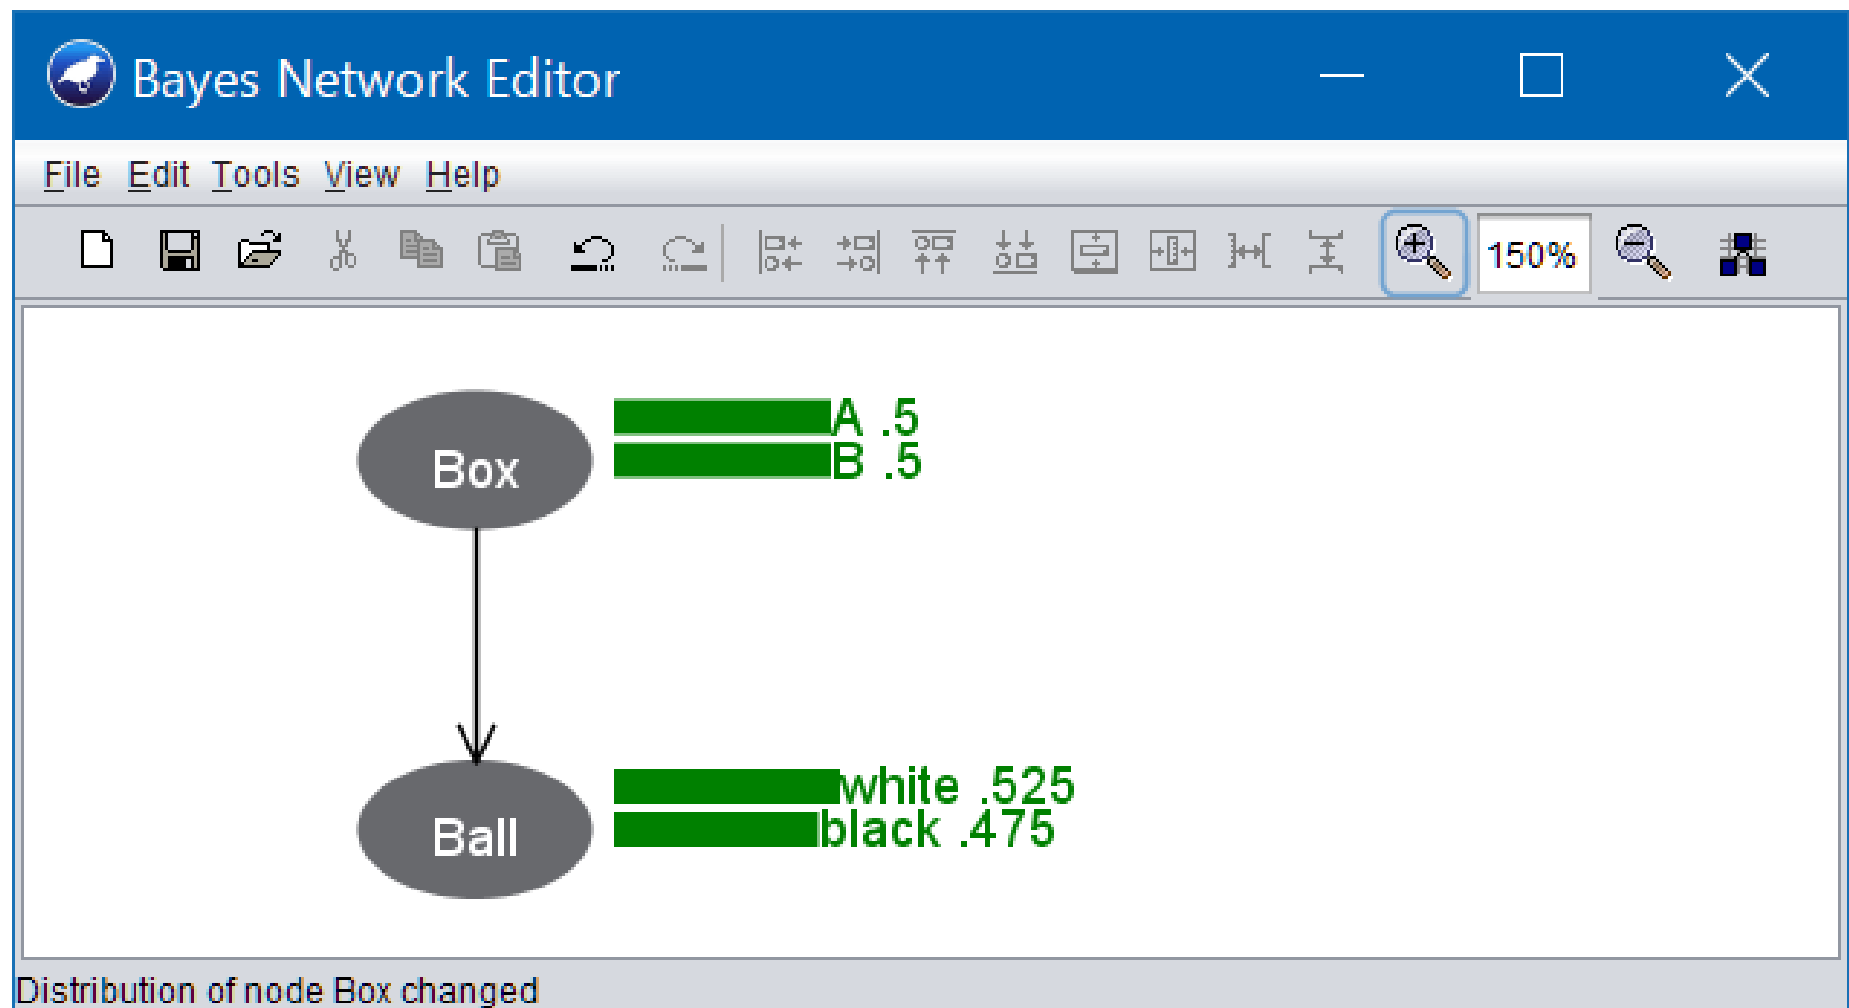 Bayes Network Editor
File Edit Tools View Help
150%
Box
A .5
B .5
Ball
white .525
black .475
Distribution of node Box changed